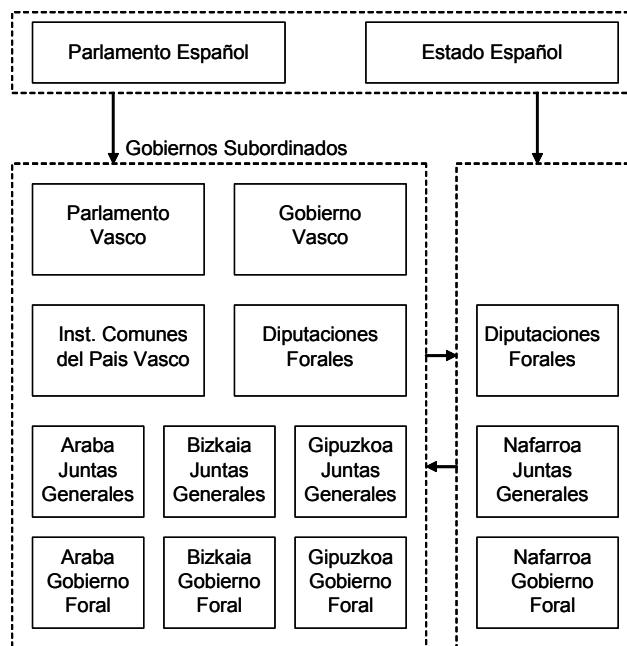 Parlamento Español
Estado Español
Gobiernos Subordinados
Parlamento
Vasco
Gobierno
Vasco
Inst. Comunes
del Pais Vasco
Diputaciones
Forales
Diputaciones
Forales
Araba
Juntas
Generales
Bizkaia
Juntas
Generales
Gipuzkoa
Juntas
Generales
Nafarroa
Juntas
Generales
Araba
Gobierno
Foral
Bizkaia
Gobierno
Foral
Gipuzkoa
Gobierno
Foral
Nafarroa
Gobierno
Foral